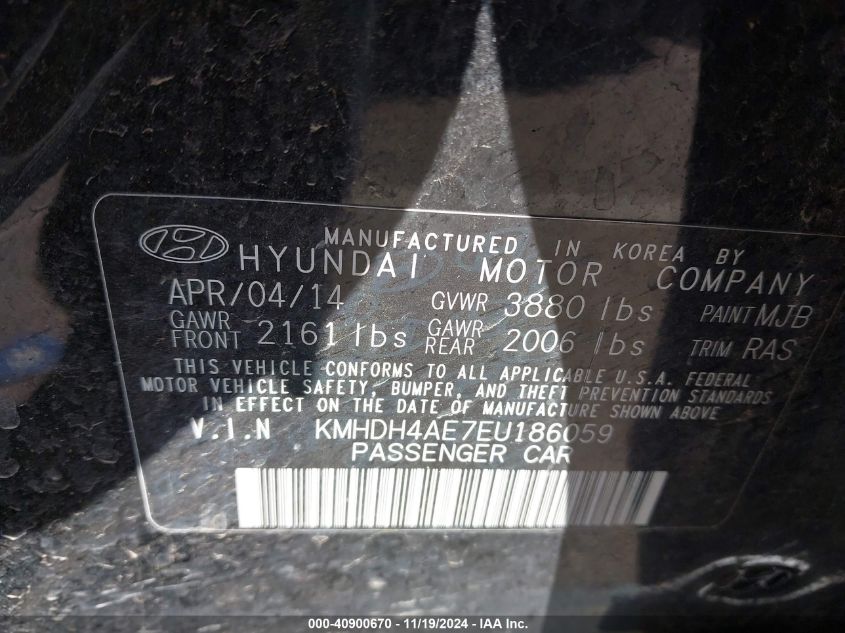 MANUFACTURED IN KOREA BY
HYUNDAI MOTOR COMPANY
APR/04/14 GVWR 3880 lbs PAINT MJB
GAWR FRONT 2161 lbs GAWR REAR 2006 lbs TRIM RAS
THIS VEHICLE CONFORMS TO ALL APPLICABLE U.S.A. FEDERAL
MOTOR VEHICLE SAFETY, BUMPER, AND THEFT PREVENTION STANDARDS
IN EFFECT ON THE DATE OF MANUFACTURE SHOWN ABOVE
V.I.N KMHDH4AE7EU186059
PASSENGER CAR
000-40900670 - 11/19/2024 - IAA Inc.